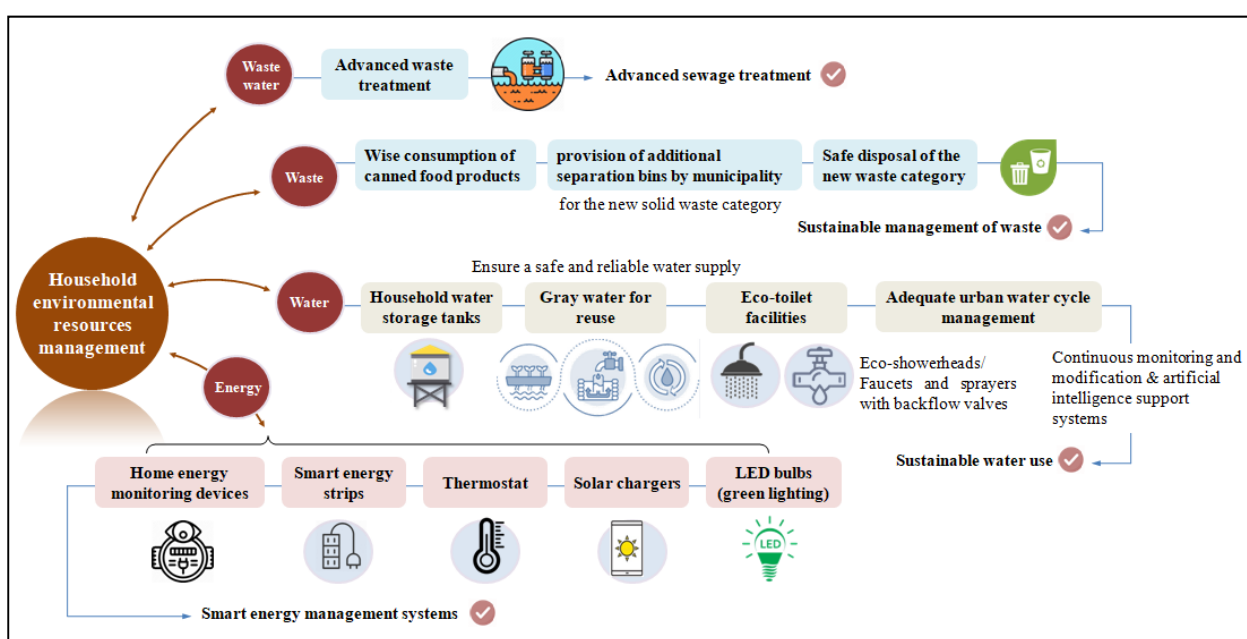 Waste
water
Advanced waste
treatment
Advanced sewage treatment
Waste
Wise consumption of
canned food products
provision of additional
separation bins by municipality
for the new solid waste category
Safe disposal of the
new waste category
Sustainable management of waste
Household
environmental
resources
management
Ensure a safe and reliable water supply
Water
Household water
storage tanks
Gray water for
reuse
Eco-toilet
facilities
Adequate urban water cycle
management
Eco-showerheads/
Faucets and sprayers
with backflow valves
Continuous monitoring and
modification & artificial
intelligence support
systems
Sustainable water use
Energy
Home energy
monitoring devices
Smart energy
strips
Thermostat
Solar chargers
LED bulbs
(green lighting)
LED
Smart energy management systems